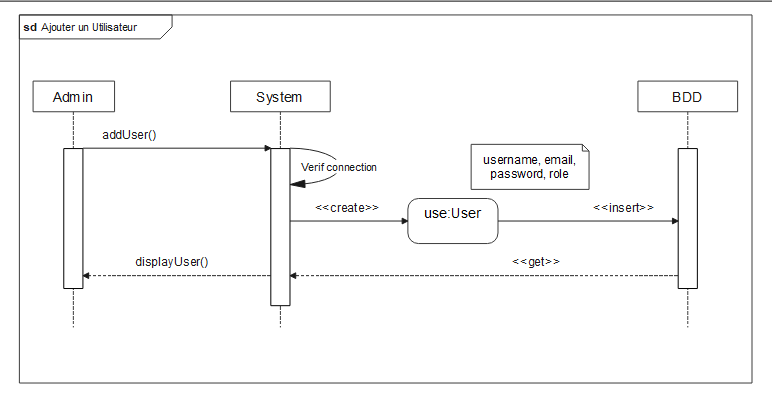 sd Ajouter un Utilisateur
Admin
System
BDD
addUser()
Verif connection
username, email,
password, role
<<create>>
use:User
<<insert>>
displayUser()
<<get>>